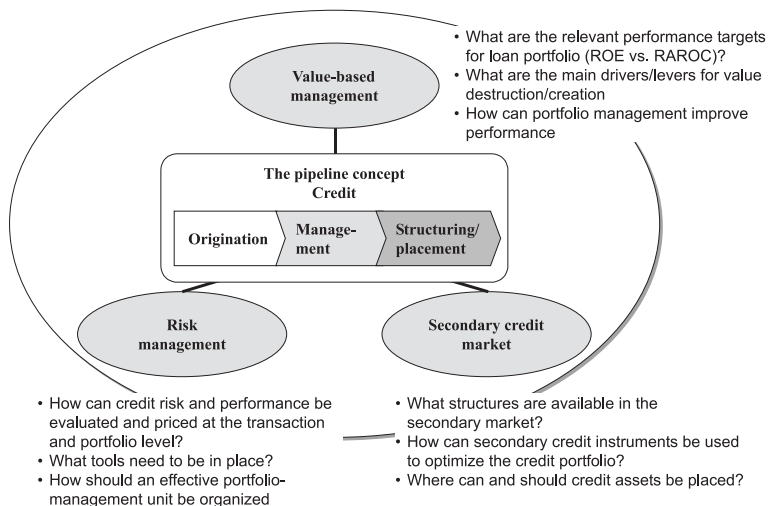 • What are the relevant performance targets
for loan portfolio (ROE vs. RAROC)?
• What are the main drivers/levers for value
destruction/creation
• How can portfolio management improve
performance
Value-based
management
The pipeline concept
Credit
Origination
Manage-
ment
Structuring/
placement
Risk
management
Secondary credit
market
• How can credit risk and performance be
evaluated and priced at the transaction
and portfolio level?
• What tools need to be in place?
• How should an effective portfolio-
management unit be organized
• What structures are available in the
secondary market?
• How can secondary credit instruments be used
to optimize the credit portfolio?
• Where can and should credit assets be placed?